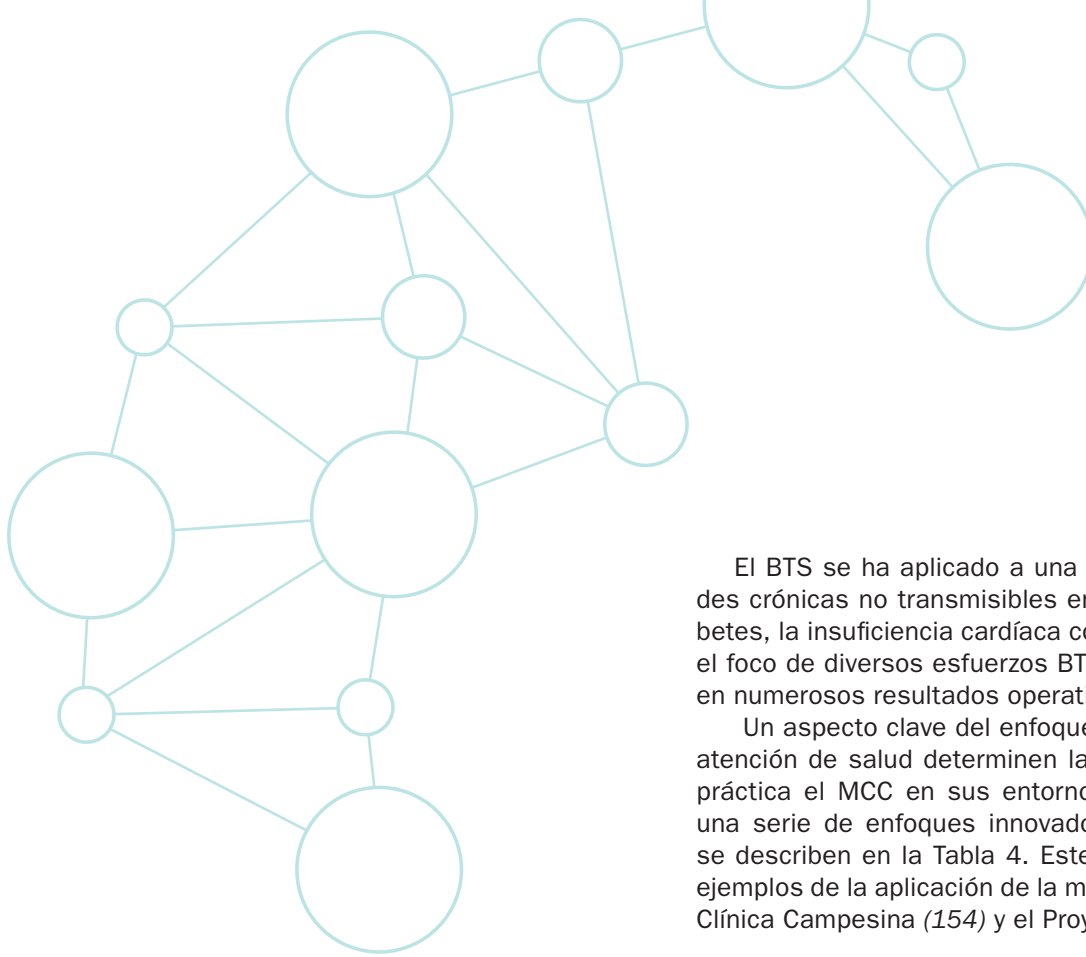 El BTS se ha aplicado a una
des crónicas no transmisibles en
betes, la insuficiencia cardíaca co
el foco de diversos esfuerzos BT
en numerosos resultados operati
Un aspecto clave del enfoque
atención de salud determinen la
práctica el MCC en sus entorno
una serie de enfoques innovado
se describen en la Tabla 4. Este
ejemplos de la aplicación de la m
Clínica Campesina (154) y el Proy